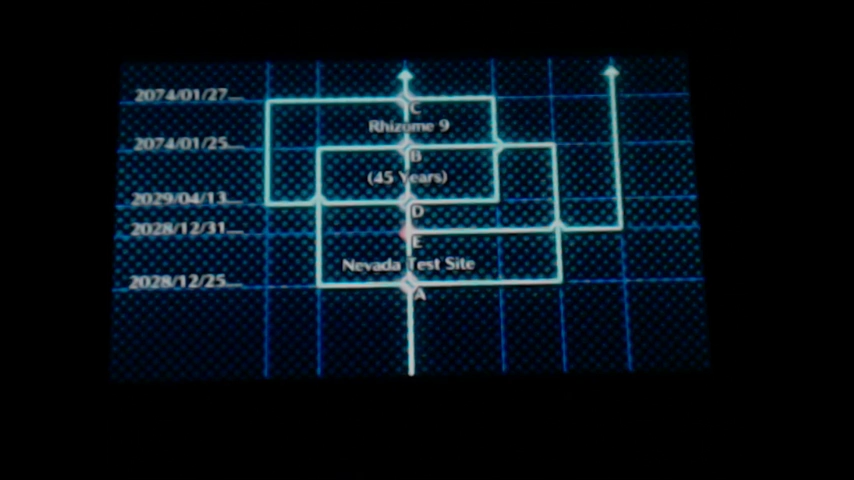 2074/01/27
C
Rhizome 9
2074/01/25
B
(45 Years)
2029/04/13
D
2028/12/31
E
Nevada Test Site
2028/12/25
A